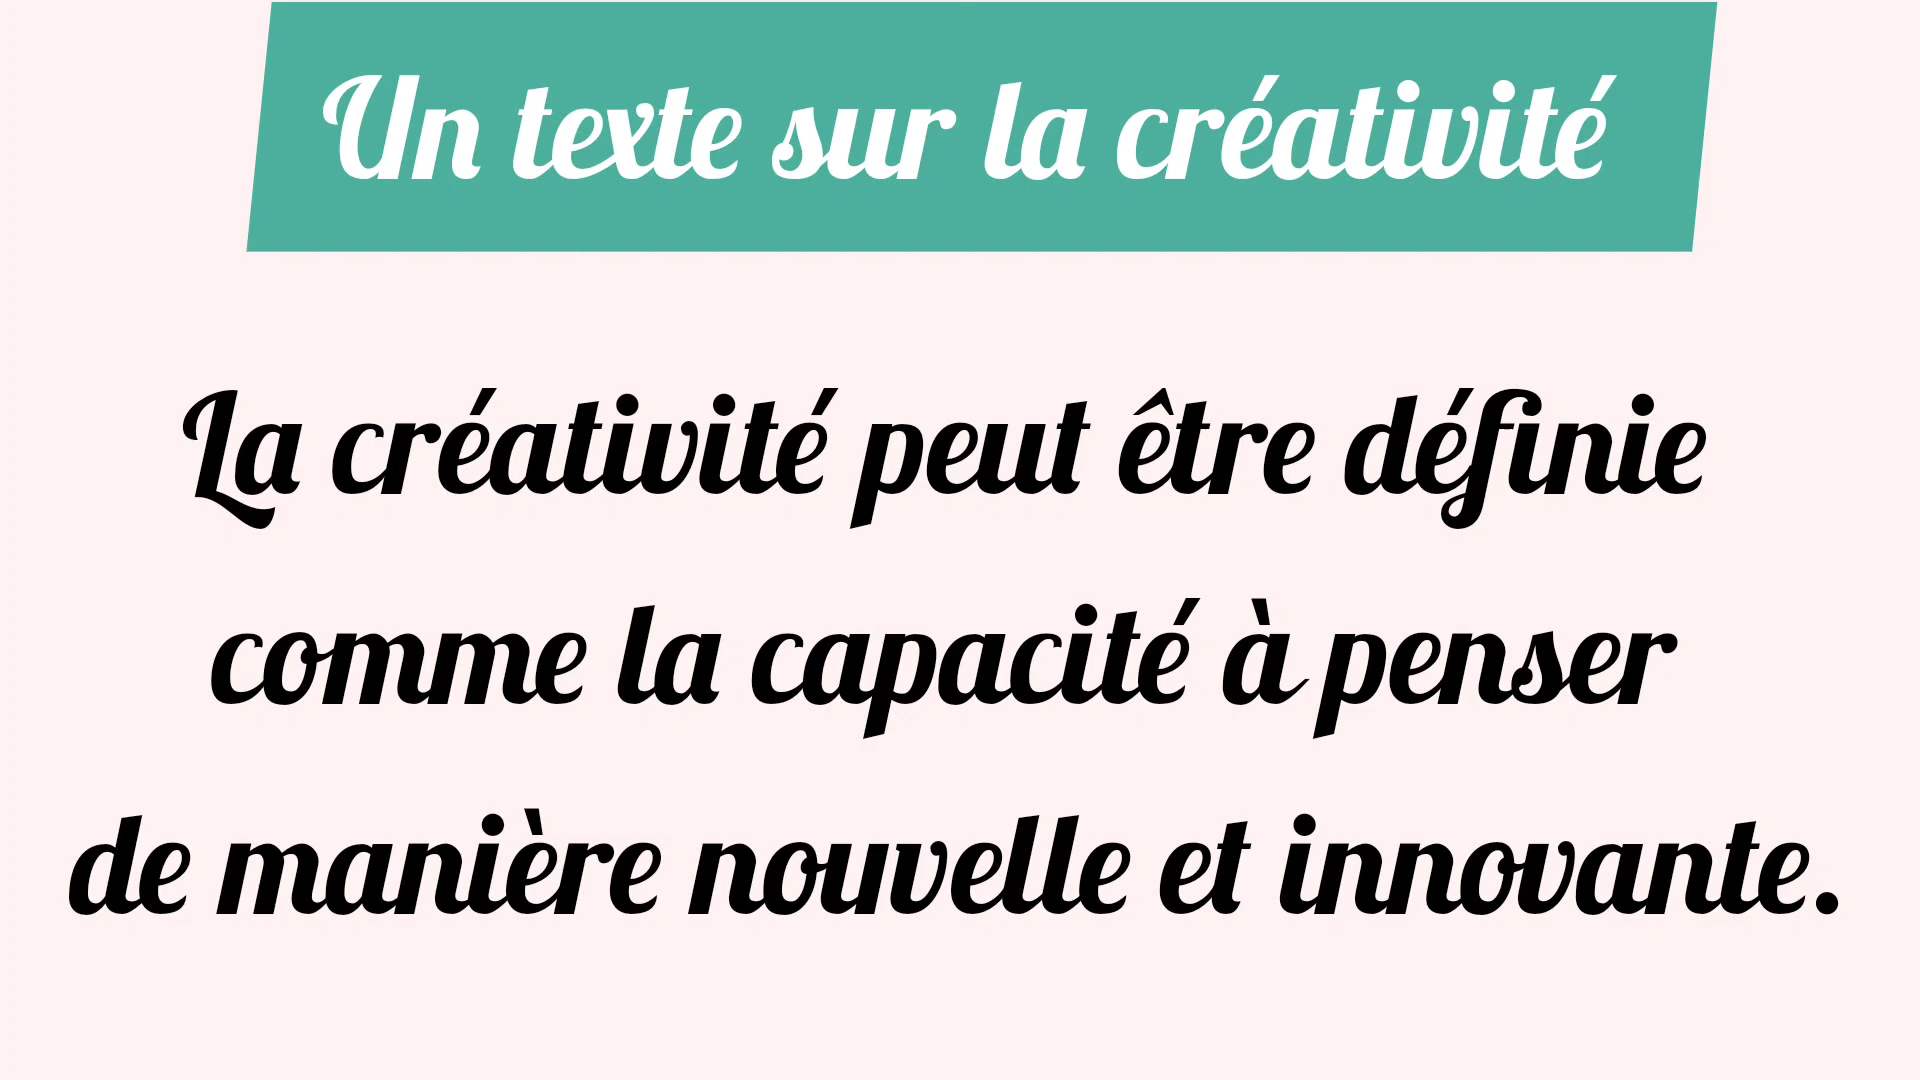 Un texte sur la créativité
La créativité peut être définie
comme la capacité à penser
de manière nouvelle et innovante.